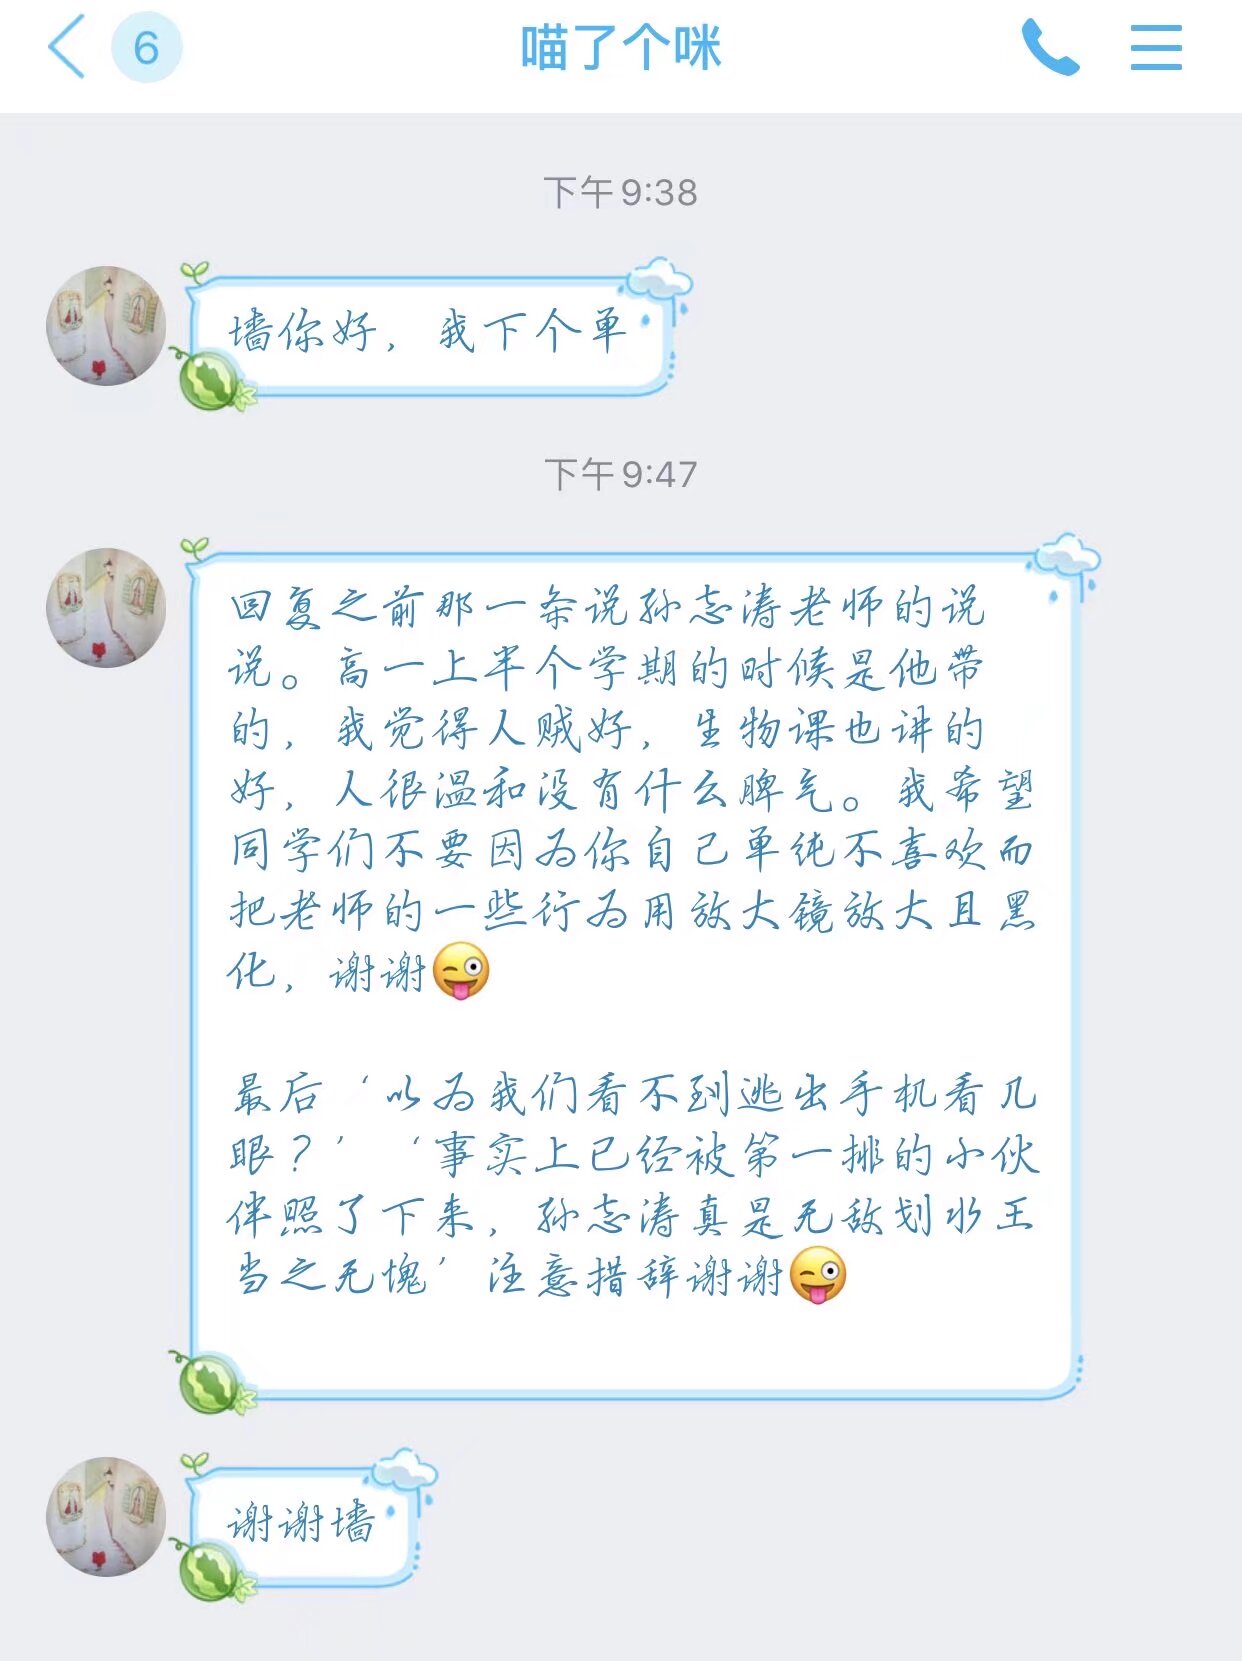 6
喵了个咪
下午9:38
墙你好，我下个单
下午9:47
回复之前那一条说孙志涛老师的说
说。高一上半个学期的时候是他带
的，我觉得人贼好，生物课也讲的
好，人很温和没有什么脾气。我希望
同学们不要因为你自己单纯不喜欢而
把老师的一些行为用放大镜放大且黑
化，谢谢😜
最后‘以为我们看不到逃出手机看几
眼？’‘事实上已经被第一排的小伙
伴照了下来，孙志涛真是无敌划水王
当之无愧’注意措辞谢谢😜
谢谢墙